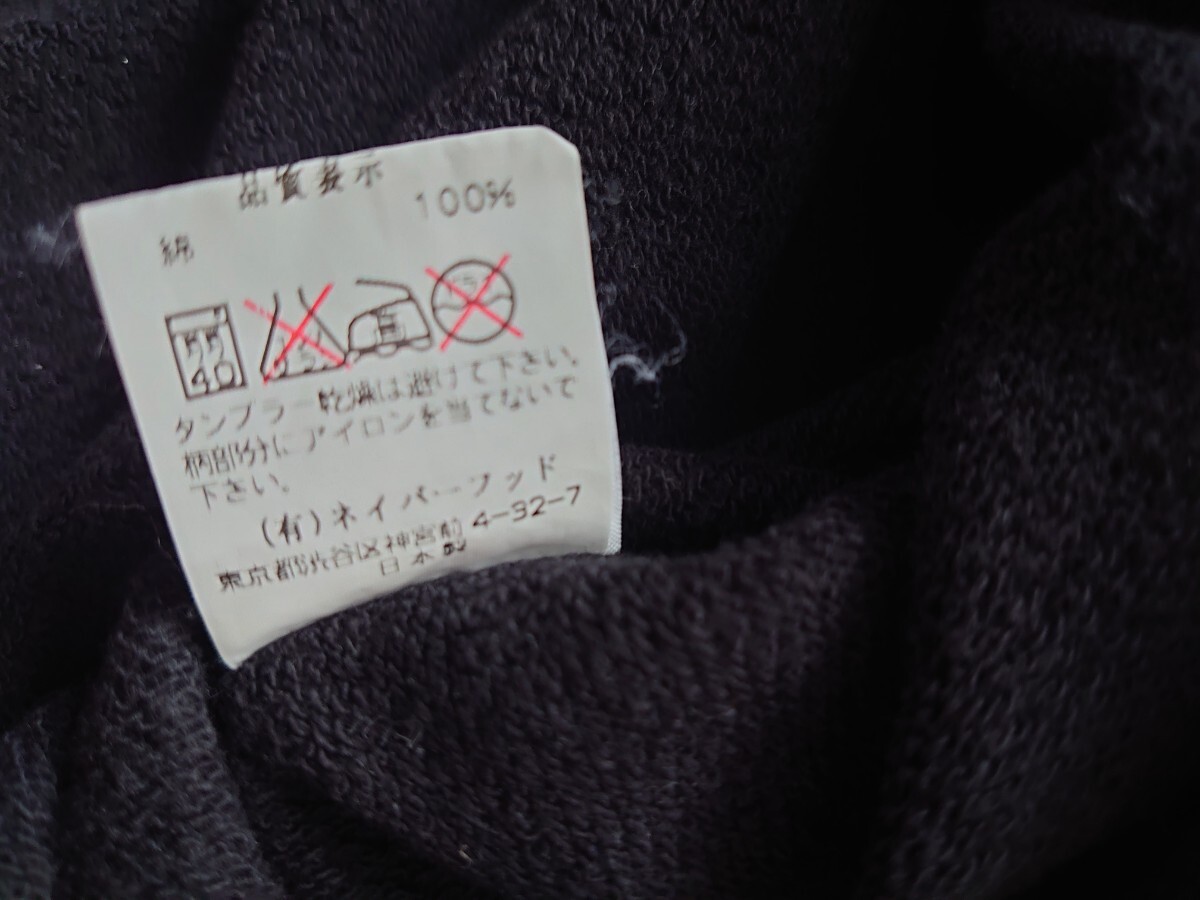 品質表示
綿 100%
40
タンブラー乾燥は避けて下さい。
柄部分にアイロンを当てないで
下さい。
(有)ネイバーフッド
東京都渋谷区神宮前 4-32-7
日本製